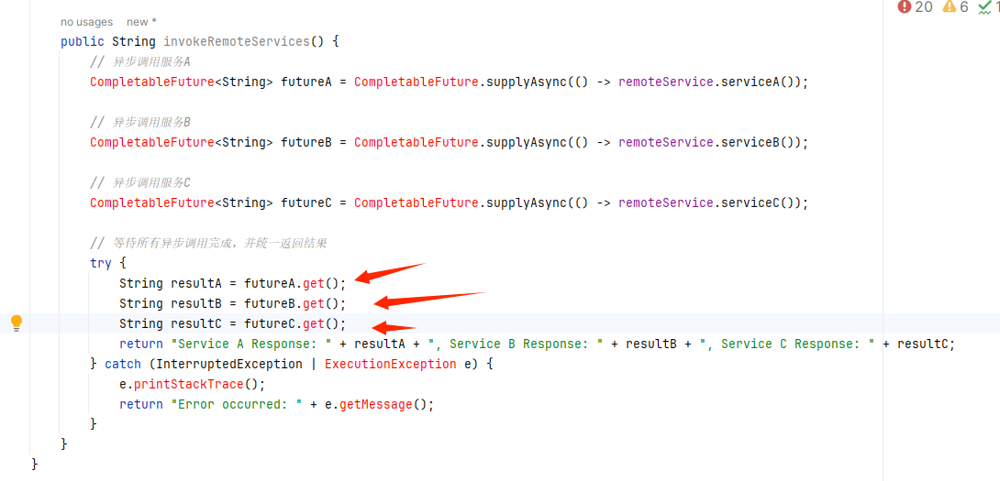 20 6 1
no usages new *
public String invokeRemoteServices() {
// 异步调用服务A
CompletableFuture<String> futureA = CompletableFuture.supplyAsync(() -> remoteService.serviceA());
// 异步调用服务B
CompletableFuture<String> futureB = CompletableFuture.supplyAsync(() -> remoteService.serviceB());
// 异步调用服务C
CompletableFuture<String> futureC = CompletableFuture.supplyAsync(() -> remoteService.serviceC());
// 等待所有异步调用完成，并统一返回结果
try {
String resultA = futureA.get();
String resultB = futureB.get();
String resultC = futureC.get();
return "Service A Response: " + resultA + ", Service B Response: " + resultB + ", Service C Response: " + resultC;
} catch (InterruptedException | ExecutionException e) {
e.printStackTrace();
return "Error occurred: " + e.getMessage();
}
}
}